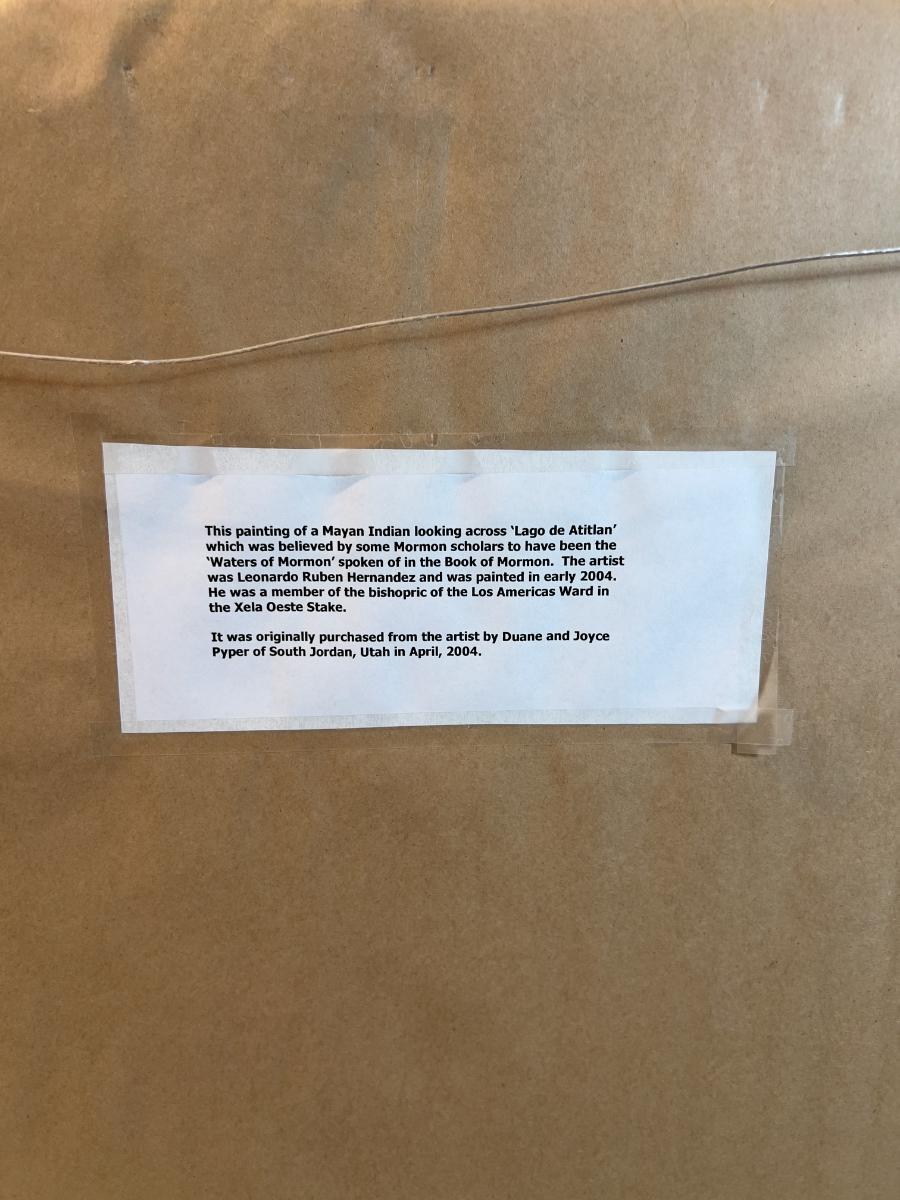 This painting of a Mayan Indian looking across ‘Lago de Atitlan’
which was believed by some Mormon scholars to have been the
‘Waters of Mormon’ spoken of in the Book of Mormon.  The artist
was Leonardo Ruben Hernandez and was painted in early 2004.
He was a member of the bishopric of the Los Americas Ward in
the Xela Oeste Stake.
It was originally purchased from the artist by Duane and Joyce
Pyper of South Jordan, Utah in April, 2004.